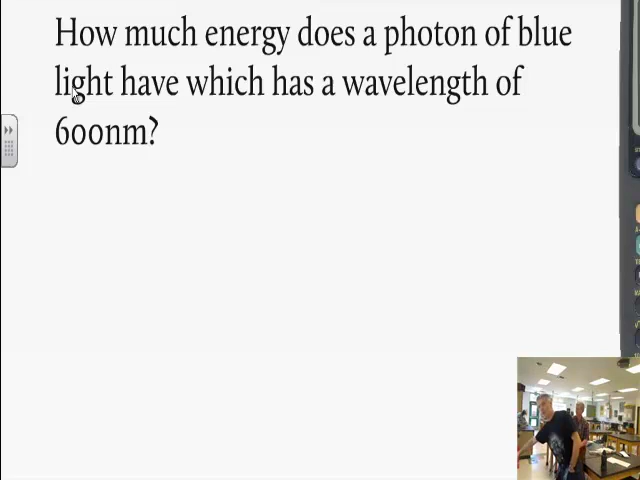 How much energy does a photon of blue
light have which has a wavelength of
600nm?